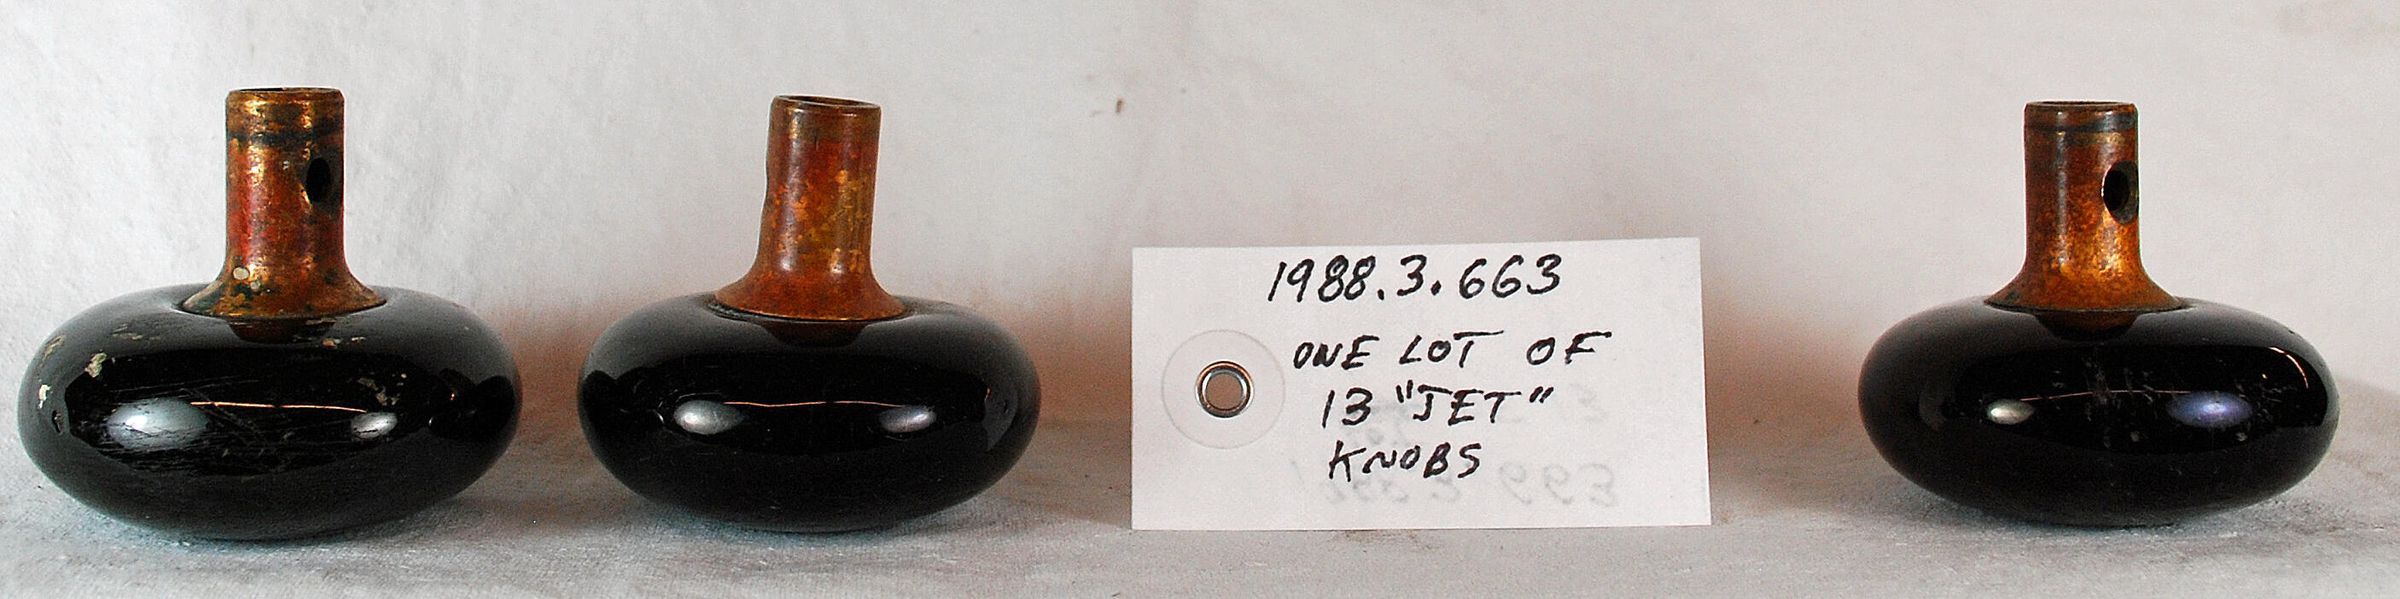 1988.3.663
ONE LOT OF
13 "JET"
KNOBS